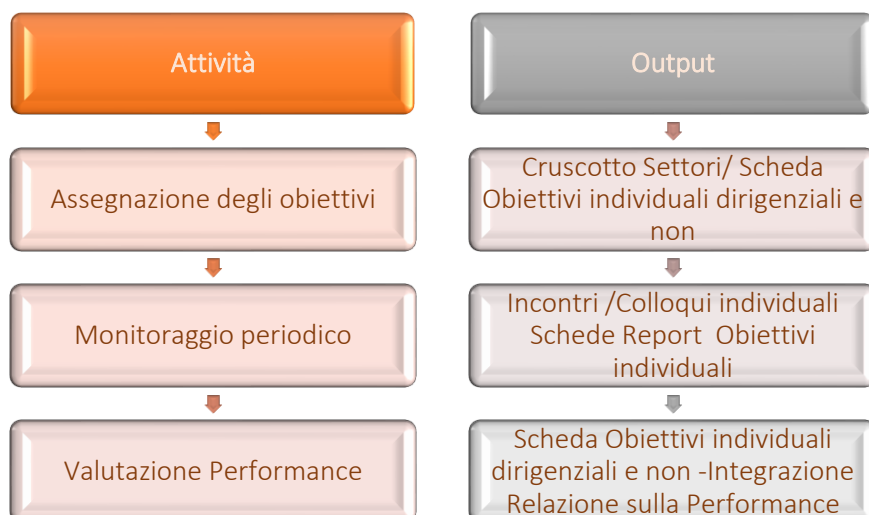 Attività
Assegnazione degli obiettivi
Monitoraggio periodico
Valutazione Performance
Output
Cruscotto Settori/ Scheda
Obiettivi individuali dirigenziali e
non
Incontri /Colloqui individuali
Schede Report Obiettivi
individuali
Scheda Obiettivi individuali
dirigenziali e non -Integrazione
Relazione sulla Performance